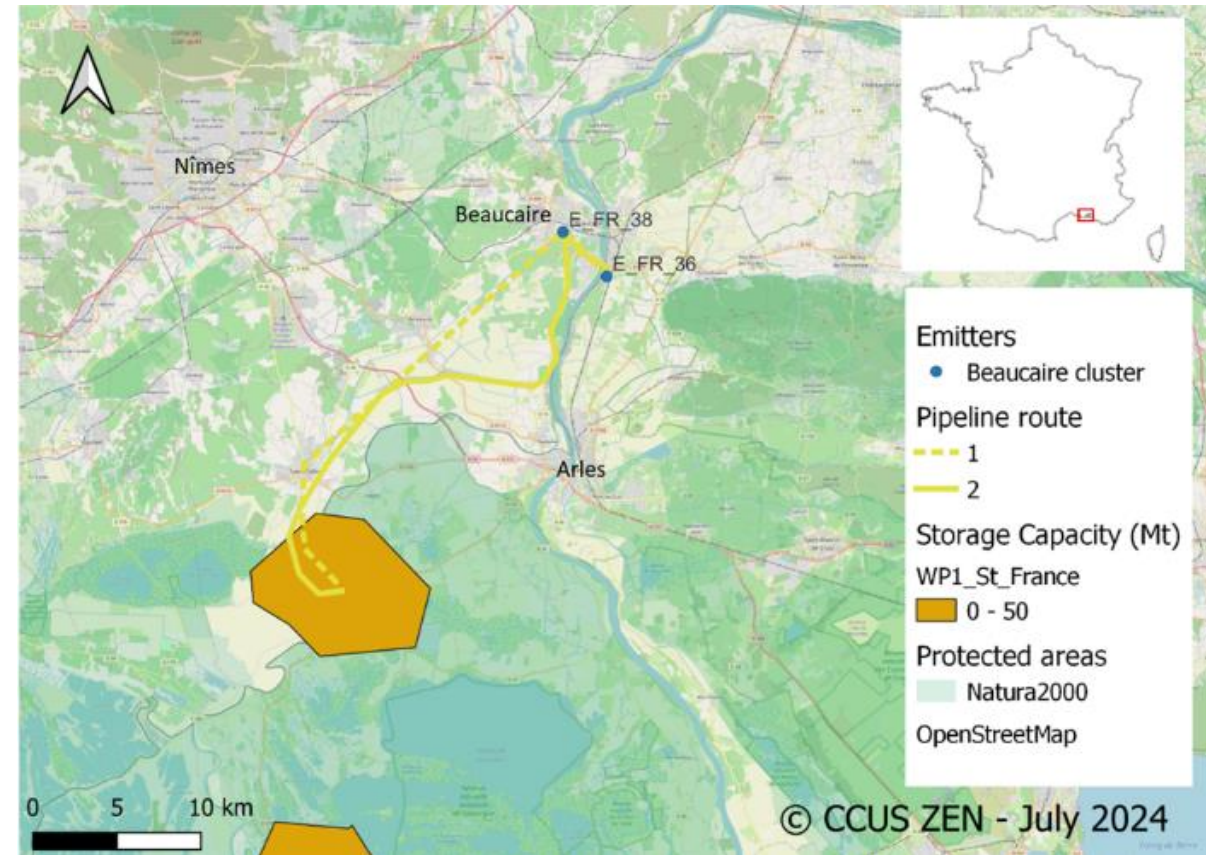 Nîmes
Beaucaire
E_FR_38
E_FR_36
Arles
Emitters
Beaucaire cluster
Pipeline route
1
2
Storage Capacity (Mt)
WP1_St_France
0 - 50
Protected areas
Natura2000
OpenStreetMap
0 5 10 km
© CCUS ZEN - July 2024